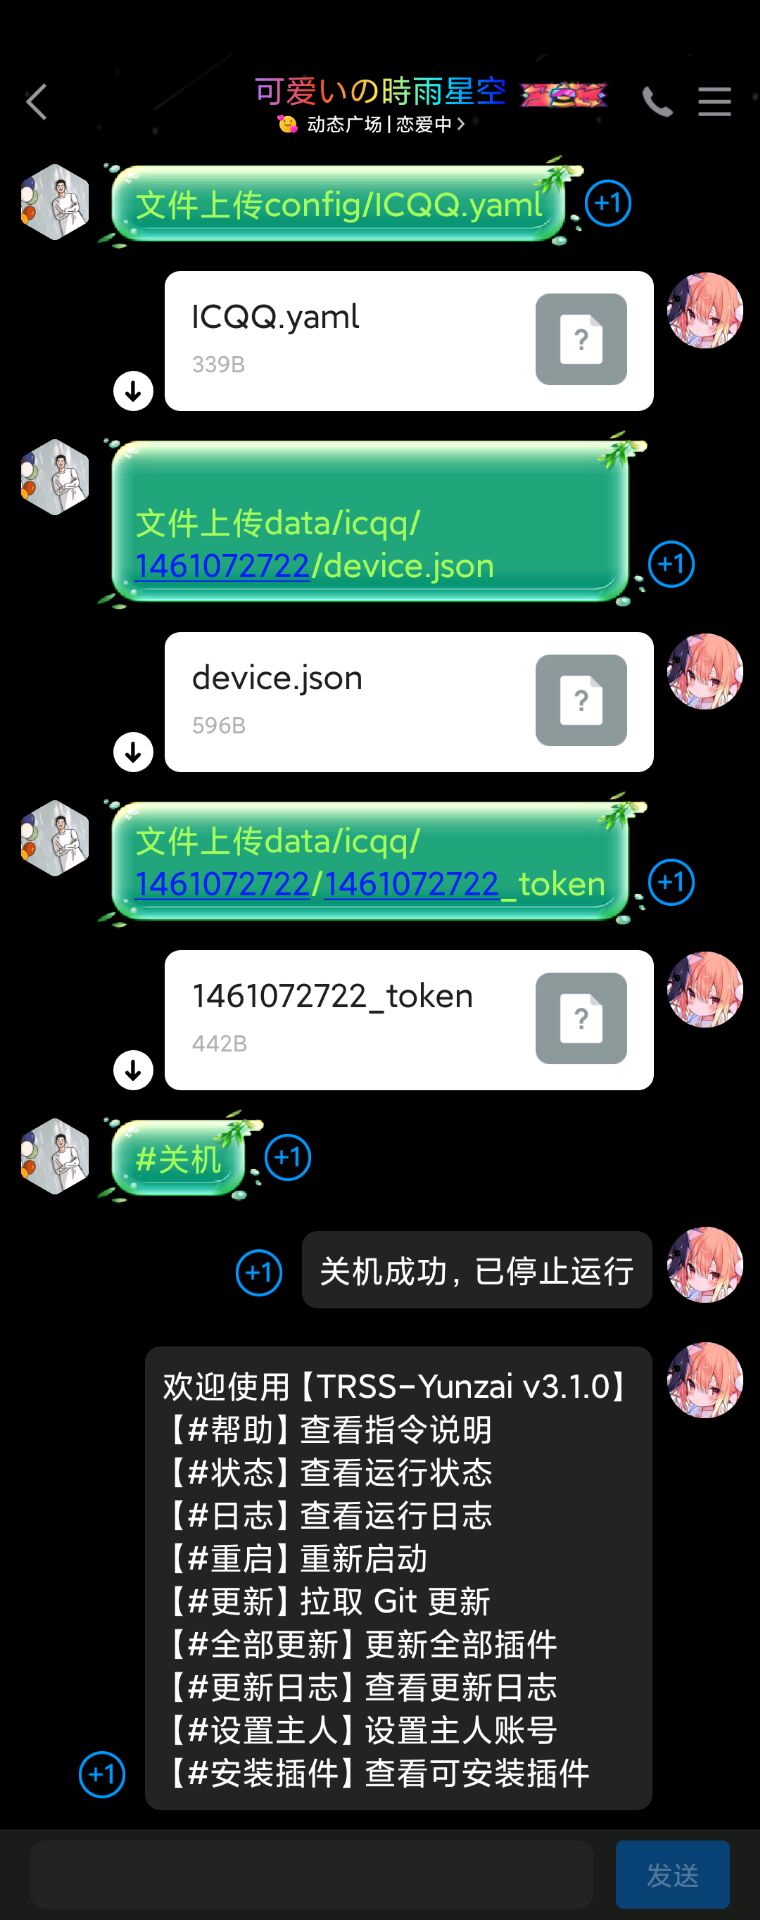 可爱いの時雨星空
动态广场 | 恋爱中
文件上传config/ICQQ.yaml
+1
ICQQ.yaml
339B
?
文件上传data/icqq/
1461072722/device.json
+1
device.json
596B
?
文件上传data/icqq/
1461072722/1461072722_token
+1
1461072722_token
442B
?
#关机
+1
关机成功，已停止运行
+1
欢迎使用【TRSS-Yunzai v3.1.0】
【#帮助】查看指令说明
【#状态】查看运行状态
【#日志】查看运行日志
【#重启】重新启动
【#更新】拉取 Git 更新
【#全部更新】更新全部插件
【#更新日志】查看更新日志
【#设置主人】设置主人账号
【#安装插件】查看可安装插件
+1
发送